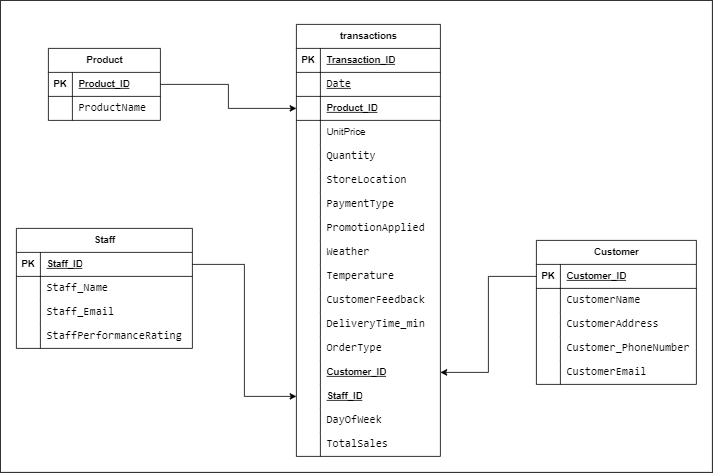 Product
PK Product_ID
ProductName
transactions
PK Transaction_ID
Date
Product_ID
UnitPrice
Quantity
StoreLocation
PaymentType
PromotionApplied
Weather
Temperature
CustomerFeedback
DeliveryTime_min
OrderType
Customer_ID
Staff_ID
DayOfWeek
TotalSales
Staff
PK Staff_ID
Staff_Name
Staff_Email
StaffPerformanceRating
Customer
PK Customer_ID
CustomerName
CustomerAddress
Customer_PhoneNumber
CustomerEmail